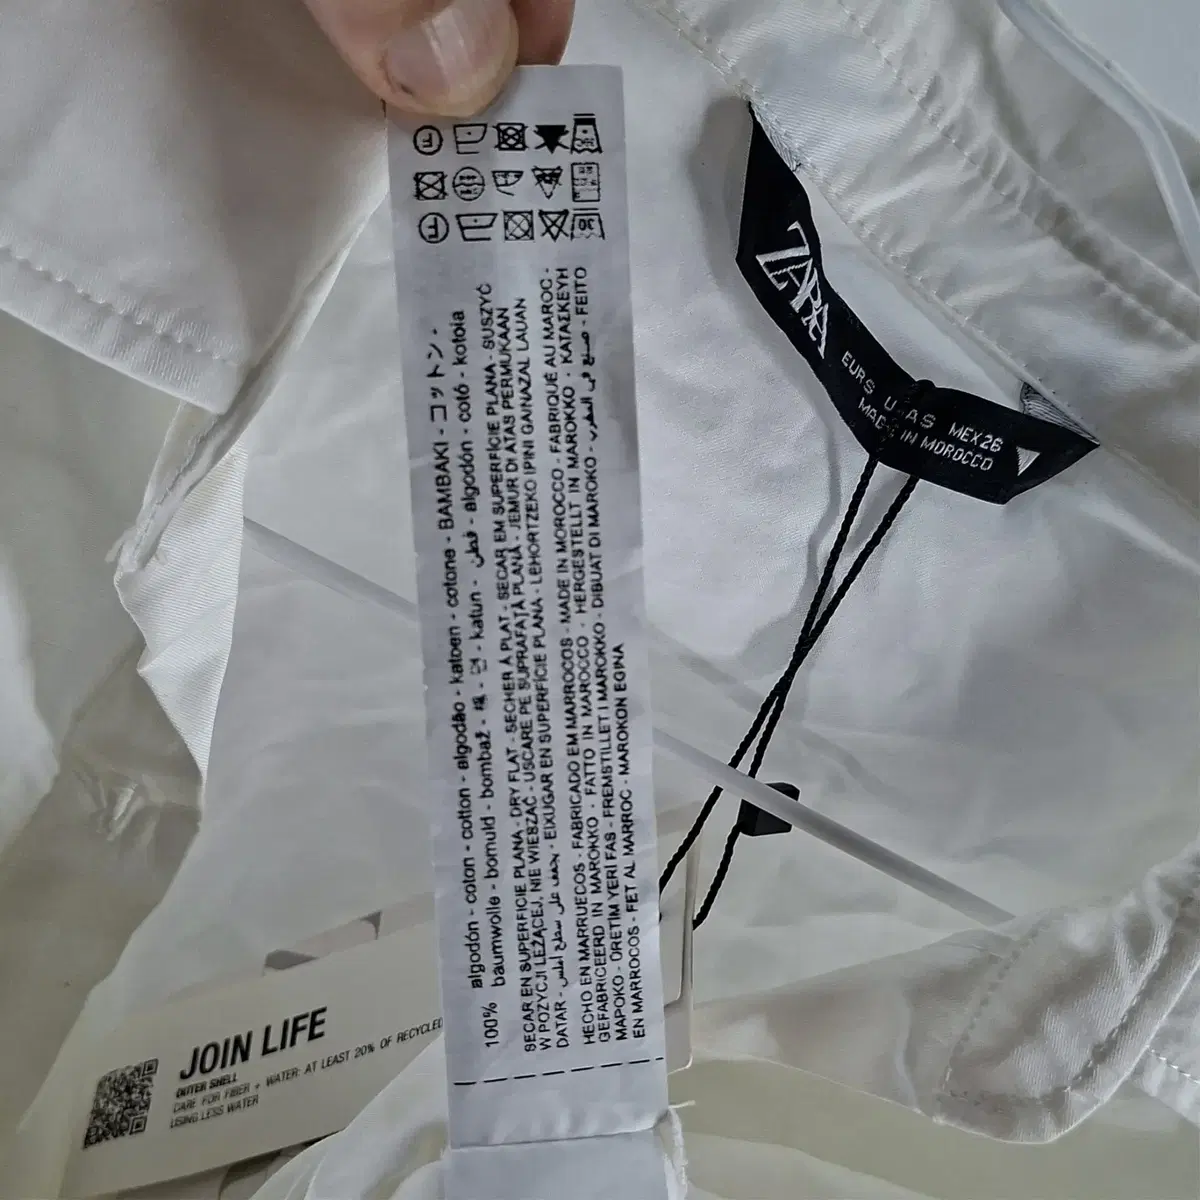 100% algodón - coton - cotton - algodão - katoen - cotone - BAMBAKI - コットン -
baumwolle - bomuld - bombaž - 棉 - 면 - katun - قطن - algodón - cotó - kotoia
SECAR EN SUPERFICIE PLANA - DRY FLAT - SECHER À PLAT - SECAR EM SUPERFÍCIE PLANA - SUSZYĆ
W POZYCJI LEŻĄCEJ, NIE WIESZAĆ - USCARE PE SUPRAFAŢĂ PLANĂ - JEMUR DI ATAS PERMUKAAN
DATAR - يجفف على سطح أملس - EIXUGAR EN SUPERFÍCIE PLANA - LEHORTZEKO IPINI GAINAZAL LAUAN
HECHO EN MARRUECOS - FABRICADO EM MARROCOS - MADE IN MOROCCO - FABRIQUÉ AU MAROC -
GEFABRICEERD IN MAROKKO - FATTO IN MAROCCO - HERGESTELLT IN MAROKKO - ΚΑΤΑΣΚΕΥΗ
ΜΑΡΟΚΟ - ÜRETİM YERİ FAS - FREMSTILLET I MAROKKO - DIBUAT DI MAROKO - صنع في المغرب - FEITO
EN MARROCOS - FET AL MARROC - MAROKON EGINA
ZARA
EUR S MEX 26
MADE IN MOROCCO
JOIN LIFE
OUTER SHELL
CARE FOR FIBER + WATER: AT LEAST 20% OF RECYCLED
USING LESS WATER